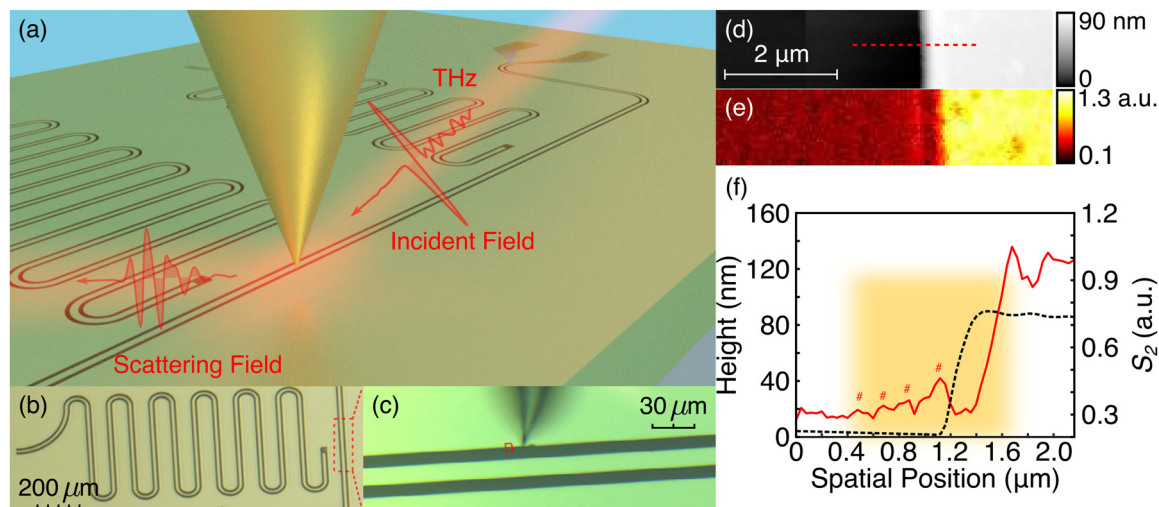 (a)
THz
Incident Field
Scattering Field
(b)
200 μm
(c)
30 μm
(d)
2 μm
90 nm
0
(e)
1.3 a.u.
0.1
(f)
160
120
80
40
0
Height (nm)
1.2
0.9
0.6
0.3
S2 (a.u.)
# # # #
0 0.4 0.8 1.2 1.6 2.0
Spatial Position (μm)